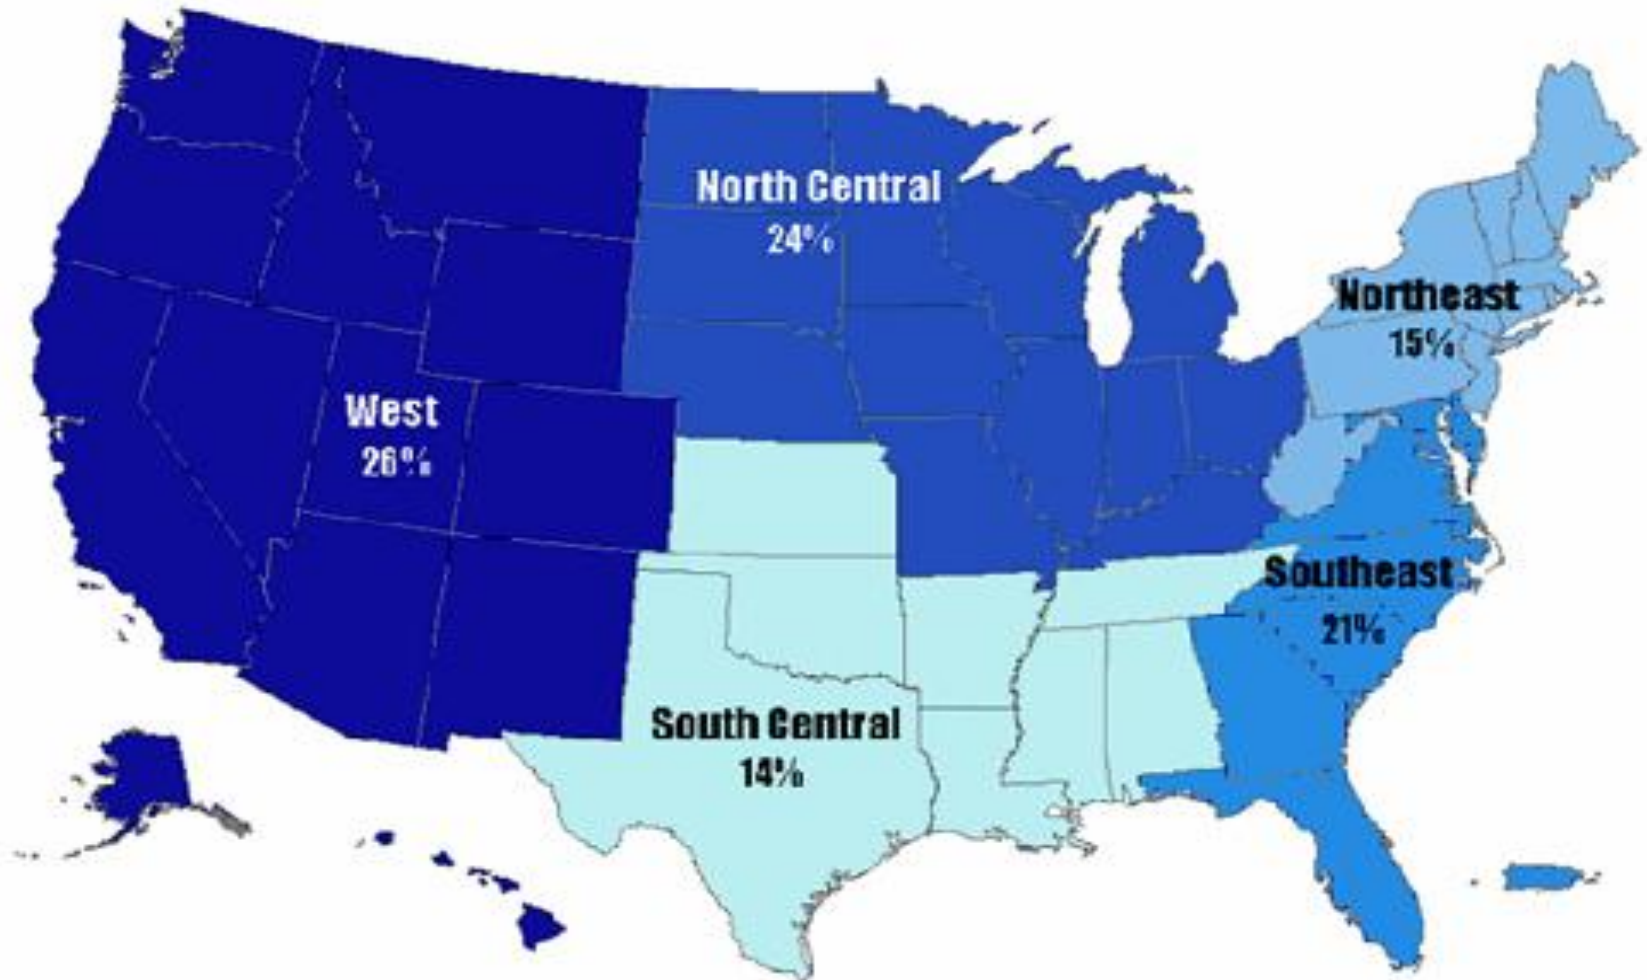 North Central
24%
Northeast
15%
West
26%
Southeast
21%
South Central
14%